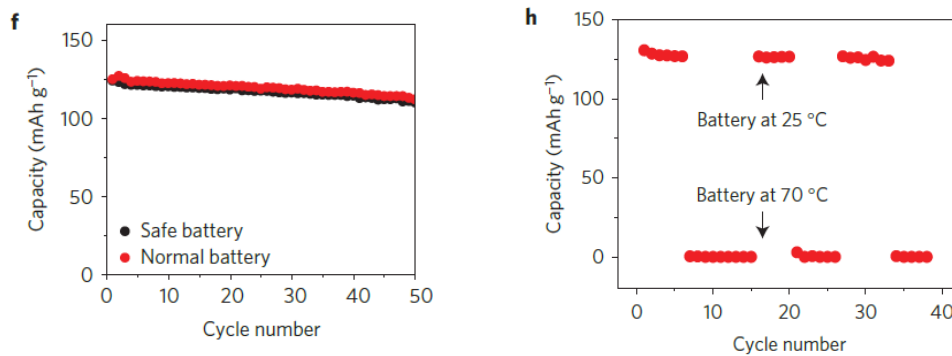 f
150
100
50
0
Capacity (mAh g⁻¹)
Safe battery
Normal battery
0 10 20 30 40 50
Cycle number
h
150
100
50
0
Capacity (mAh g⁻¹)
Battery at 25 °C
Battery at 70 °C
0 10 20 30 40
Cycle number